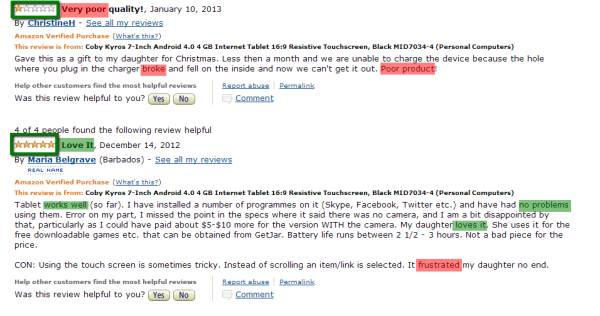 Very poor quality!, January 10, 2013
By ChristineH - See all my reviews
Amazon Verified Purchase (What's this?)
This review is from: Coby Kyros 7-Inch Android 4.0 4 GB Internet Tablet 16:9 Resistive Touchscreen, Black MID7034-4 (Personal Computers)
Gave this as a gift to my daughter for Christmas. Less then a month and we are unable to charge the device because the hole
where you plug in the charger broke and fell on the inside and now we can't get it out. Poor product!
Help other customers find the most helpful reviews Report abuse | Permalink
Was this review helpful to you? Yes No Comment
4 of 4 people found the following review helpful
Love It, December 14, 2012
By Maria Belgrave (Barbados) - See all my reviews
REAL NAME
Amazon Verified Purchase (What's this?)
This review is from: Coby Kyros 7-Inch Android 4.0 4 GB Internet Tablet 16:9 Resistive Touchscreen, Black MID7034-4 (Personal Computers)
Tablet works well (so far). I have installed a number of programmes on it (Skype, Facebook, Twitter etc.) and have had no problems
using them. Error on my part, I missed the point in the specs where it said there was no camera, and I am a bit disappointed by
that, particularly as I could have paid about $5-$10 more for the version WITH the camera. My daughter loves it. She uses it for the
free downloadable games etc. that can be obtained from GetJar. Battery life runs between 2 1/2 - 3 hours. Not a bad piece for the
price.
CON: Using the touch screen is sometimes tricky. Instead of scrolling an item/link is selected. It frustrated my daughter no end.
Help other customers find the most helpful reviews Report abuse | Permalink
Was this review helpful to you? Yes No Comment